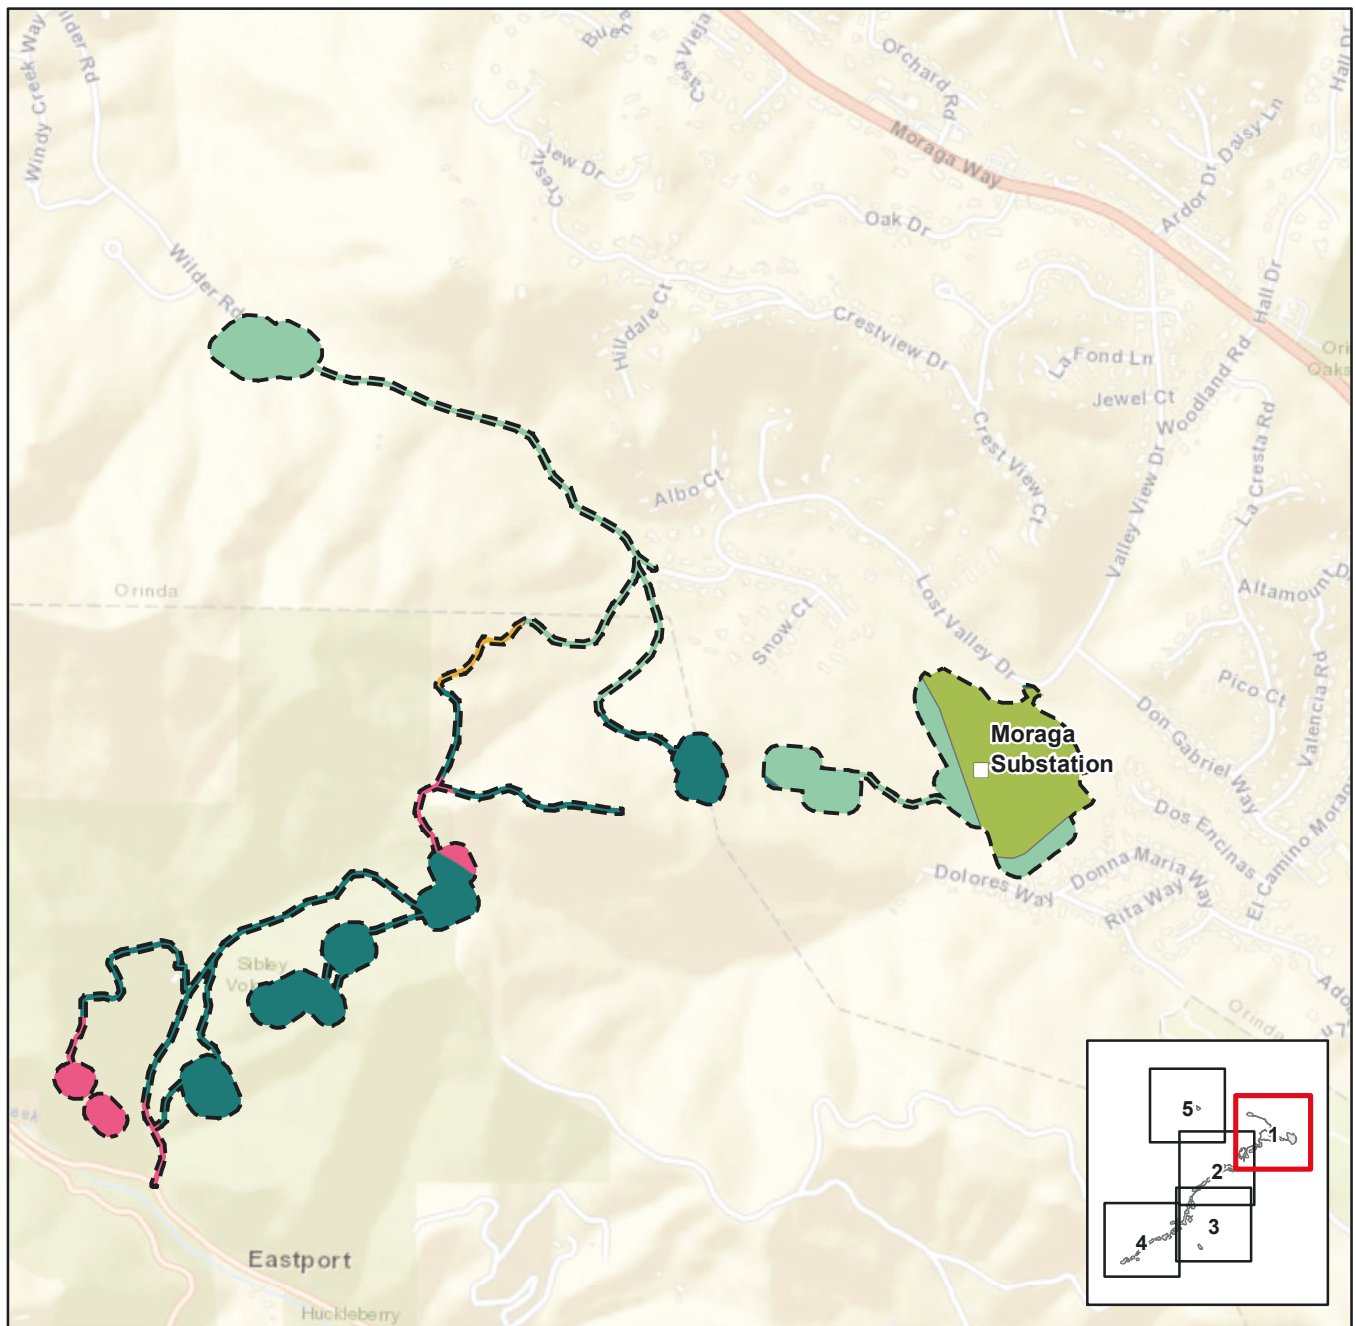 Windy Creek Way
Wilder Rd
Buena
Casa Vieja
Orchard Rd
Hall Dr
Moraga Way
Daisy Ln
Ardor Dr
Crestview Dr
Oak Dr
Wilder Rd
Hall Dr
Hilldale Ct
Crestview Dr
La Fond Ln
Jewel Ct
Woodland Rd
Crest View Ct
Valley View Dr
La Cresta Rd
Albo Ct
Orinda
Lost Valley Dr
Altamount Dr
Snow Ct
Pico Ct
Valencia Rd
Don Gabriel Way
Moraga
Substation
Dos Encinas
El Camino Moraga
Donna Maria Way
Dolores Way
Rita Way
Sibley
Orinda
Eastport
Huckleberry
5
1
2
3
4